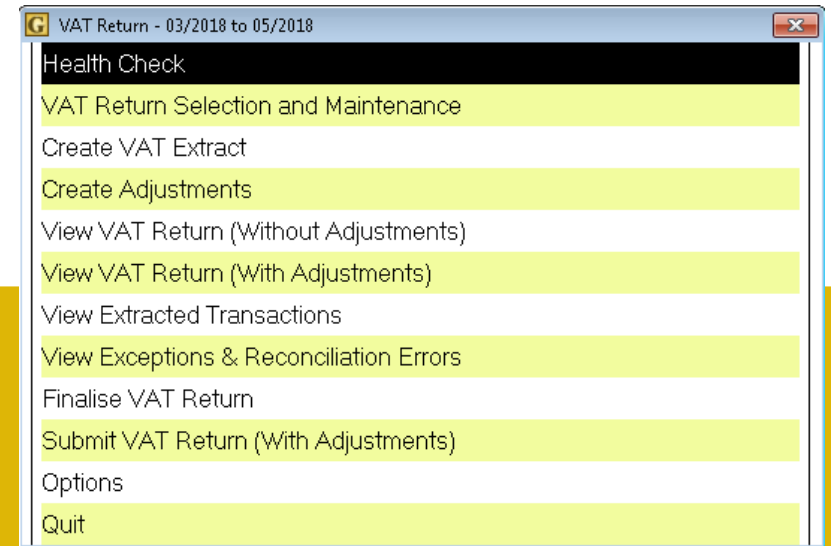 G VAT Return - 03/2018 to 05/2018
Health Check
VAT Return Selection and Maintenance
Create VAT Extract
Create Adjustments
View VAT Return (Without Adjustments)
View VAT Return (With Adjustments)
View Extracted Transactions
View Exceptions & Reconciliation Errors
Finalise VAT Return
Submit VAT Return (With Adjustments)
Options
Quit